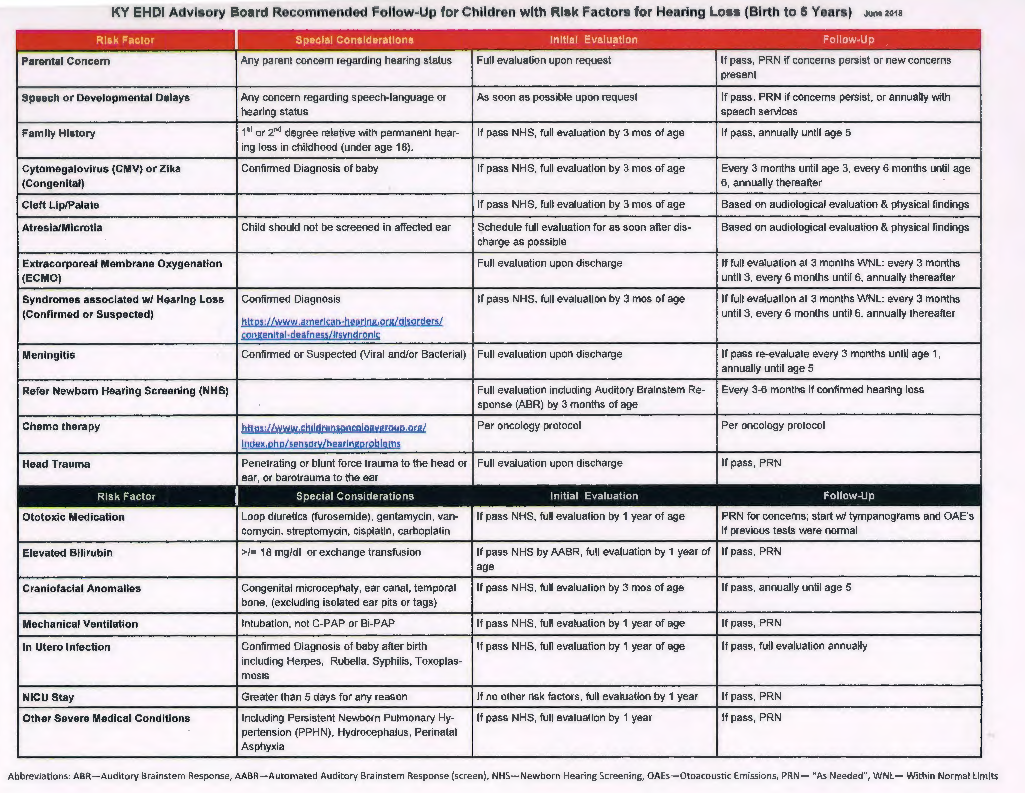 KY EHDI Advisory Board Recommended Follow-Up for Children with Risk Factors for Hearing Loss (Birth to 5 Years) June 2018
Risk Factor Special Considerations Initial Evaluation Follow-Up
Parental Concern Any parent concern regarding hearing status Full evaluation upon request If pass, PRN if concerns persist or new concerns
present
Speech or Developmental Delays Any concern regarding speech-language or As soon as possible upon request If pass, PRN if concerns persist, or annually with
hearing status speech services
Family History 1st or 2nd degree relative with permanent hear- If pass NHS, full evaluation by 3 mos of age If pass, annually until age 5
ing loss in childhood (under age 18).
Cytomegalovirus (CMV) or Zika Confirmed Diagnosis of baby If pass NHS, full evaluation by 3 mos of age Every 3 months until age 3, every 6 months until age
(Congenital) 6, annually thereafter
Cleft Lip/Palate If pass NHS, full evaluation by 3 mos of age Based on audiological evaluation & physical findings
Atresia/Microtia Child should not be screened in affected ear Schedule full evaluation for as soon after dis- Based on audiological evaluation & physical findings
charge as possible
Extracorporeal Membrane Oxygenation Full evaluation upon discharge If full evaluation at 3 months WNL: every 3 months
(ECMO) until 3, every 6 months until 6, annually thereafter
Syndromes associated w/ Hearing Loss Confirmed Diagnosis If pass NHS, full evaluation by 3 mos of age If full evaluation at 3 months WNL: every 3 months
(Confirmed or Suspected) until 3, every 6 months until 6, annually thereafter
https://www.american-hearing.org/disorders/
congenital-deafness/#syndronic
Meningitis Confirmed or Suspected (Viral and/or Bacterial) Full evaluation upon discharge If pass re-evaluate every 3 months until age 1,
annually until age 5
Refer Newborn Hearing Screening (NHS) Full evaluation including Auditory Brainstem Re- Every 3-6 months if confirmed hearing loss
sponse (ABR) by 3 months of age
Chemo therapy https://www.childrensoncologygroup.org/ Per oncology protocol Per oncology protocol
index.php/sensory/hearingproblems
Head Trauma Penetrating or blunt force trauma to the head or Full evaluation upon discharge If pass, PRN
ear, or barotrauma to the ear
Risk Factor Special Considerations Initial Evaluation Follow-Up
Ototoxic Medication Loop diuretics (furosemide), gentamycin, van- If pass NHS, full evaluation by 1 year of age PRN for concerns; start w/ tympanograms and OAE's
comycin, streptomycin, cisplatin, carboplatin if previous tests were normal
Elevated Bilirubin >/= 18 mg/dl or exchange transfusion If pass NHS by AABR, full evaluation by 1 year of If pass, PRN
age
Craniofacial Anomalies Congenital microcephaly, ear canal, temporal If pass NHS, full evaluation by 3 mos of age If pass, annually until age 5
bone, (excluding isolated ear pits or tags)
Mechanical Ventilation Intubation, not C-PAP or Bi-PAP If pass NHS, full evaluation by 1 year of age If pass, PRN
In Utero Infection Confirmed Diagnosis of baby after birth If pass NHS, full evaluation by 1 year of age If pass, full evaluation annually
including Herpes, Rubella, Syphilis, Toxoplas-
mosis
NICU Stay Greater than 5 days for any reason If no other risk factors, full evaluation by 1 year If pass, PRN
Other Severe Medical Conditions Including Persistent Newborn Pulmonary Hy- If pass NHS, full evaluation by 1 year If pass, PRN
pertension (PPHN), Hydrocephalus, Perinatal
Asphyxia
Abbreviations: ABR—Auditory Brainstem Response, AABR—Automated Auditory Brainstem Response (screen), NHS—Newborn Hearing Screening, OAEs—Otoacoustic Emissions, PRN— "As Needed", WNL— Within Normal Limits